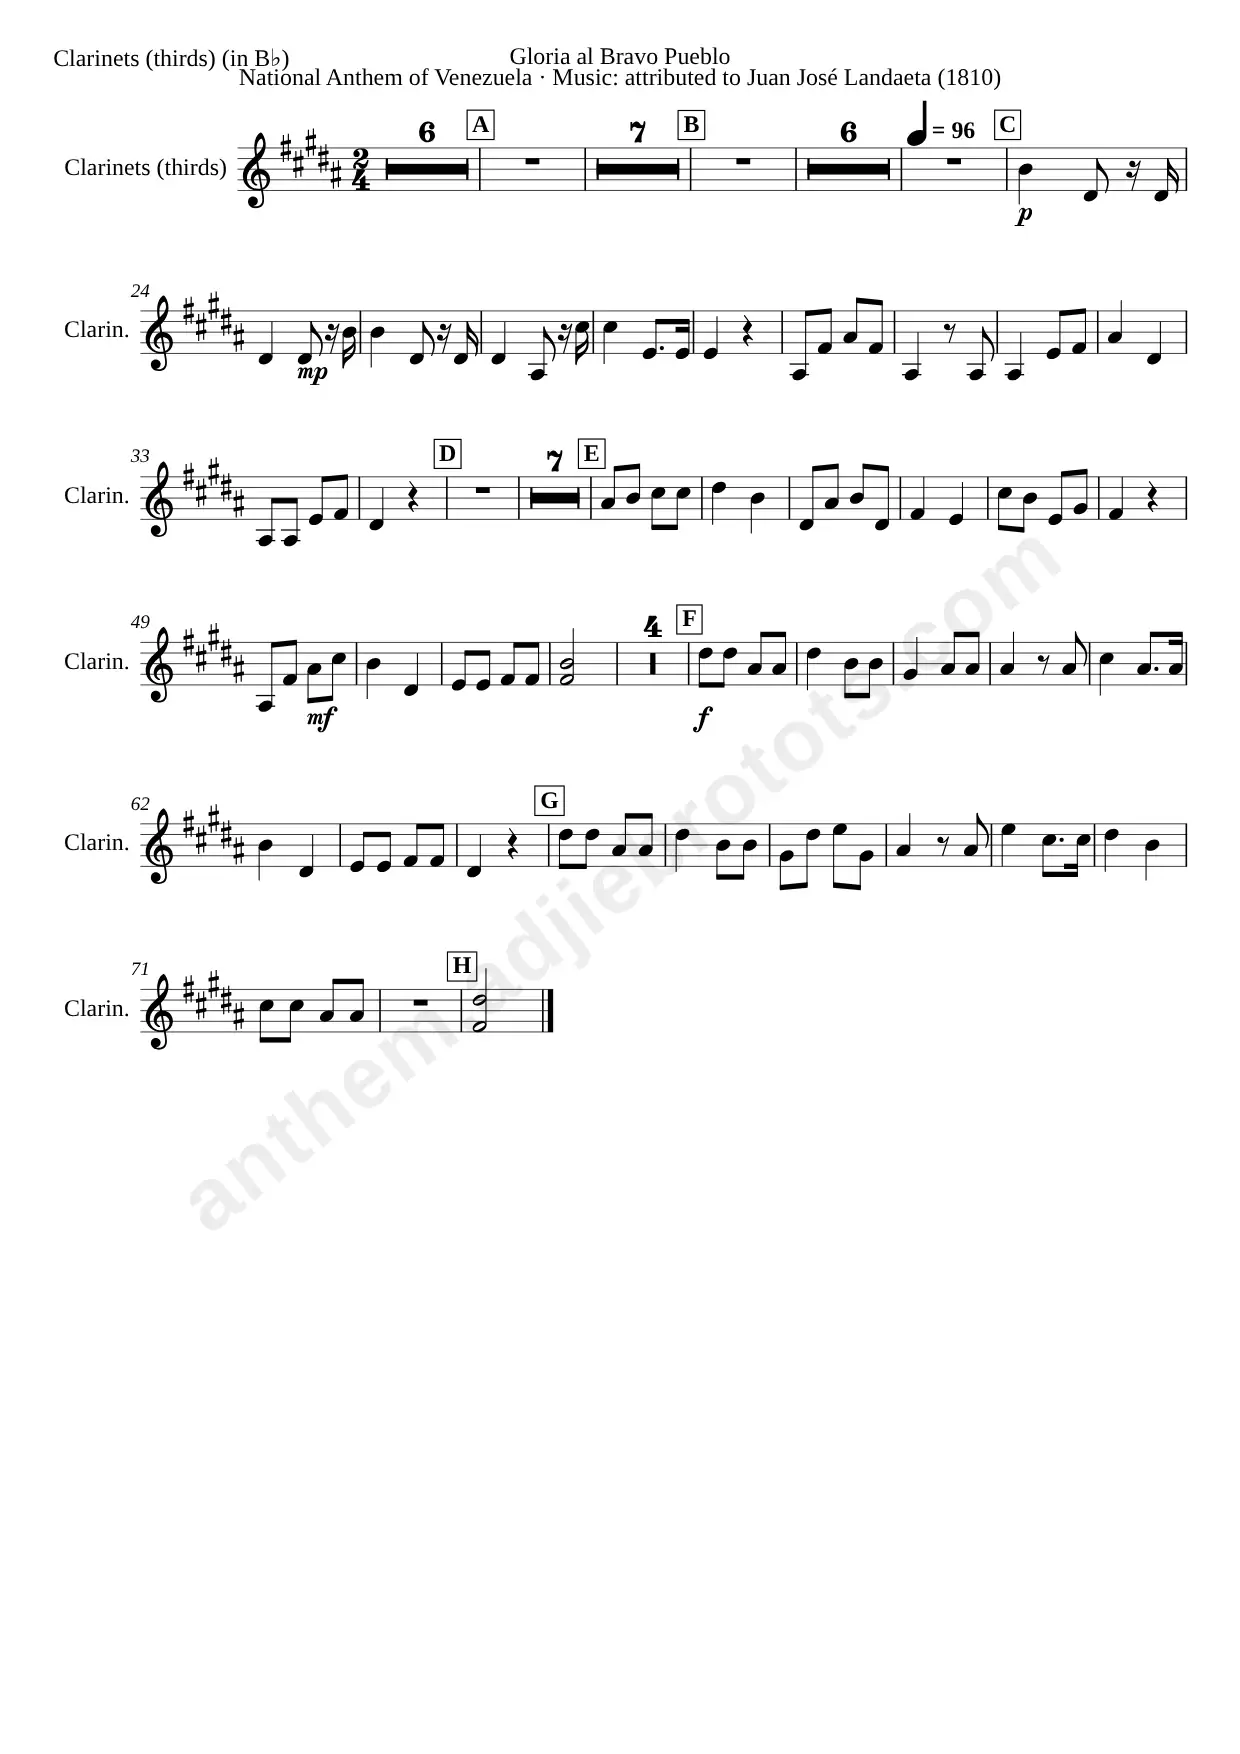 Clarinets (thirds) (in B♭)
Gloria al Bravo Pueblo
National Anthem of Venezuela · Music: attributed to Juan José Landaeta (1810)
6 A 7 B 6 = 96 C
Clarinets (thirds)
2
4
p
24
Clarin.
mp
33 D 7 E
Clarin.
49 4 F
Clarin.
mf f
62 G
Clarin.
71 H
Clarin.
anthem.adjiebrotots.com